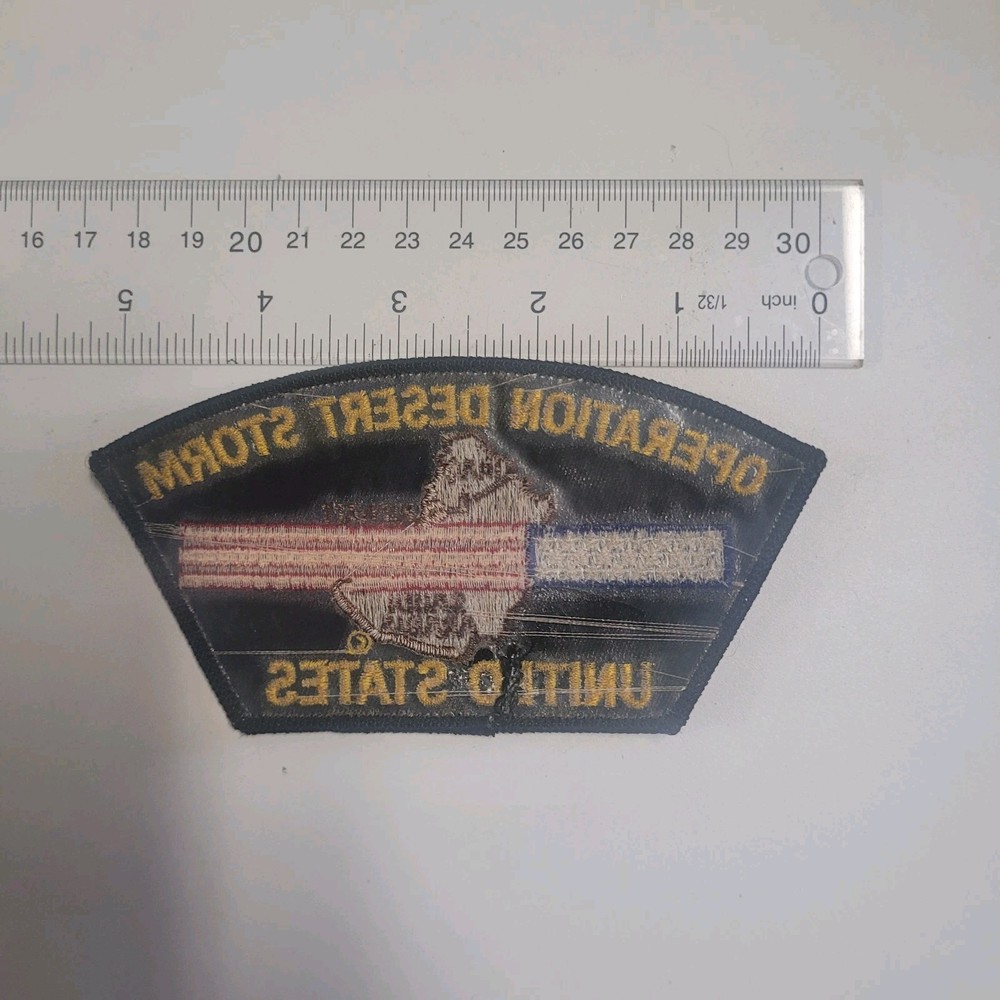 16 17 18 19 20 21 22 23 24 25 26 27 28 29 30
5 4 3 2 1 1/32 inch 0
OPERATION DESERT STORM
©
UNITED STATES